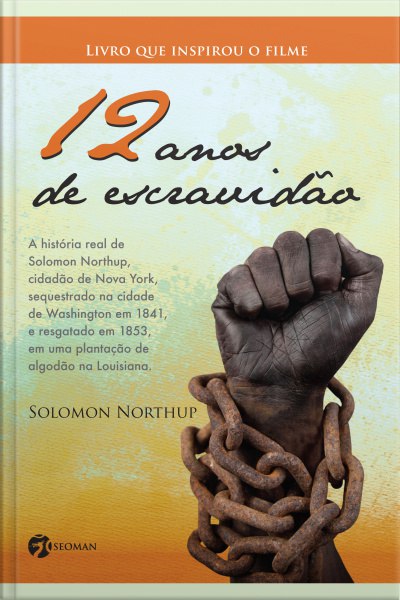 LIVRO QUE INSPIROU O FILME
12 anos
de escravidão
A história real de
Solomon Northup,
cidadão de Nova York,
sequestrado na cidade
de Washington em 1841,
e resgatado em 1853,
em uma plantação de
algodão na Louisiana.
SOLOMON NORTHUP
SEOMAN